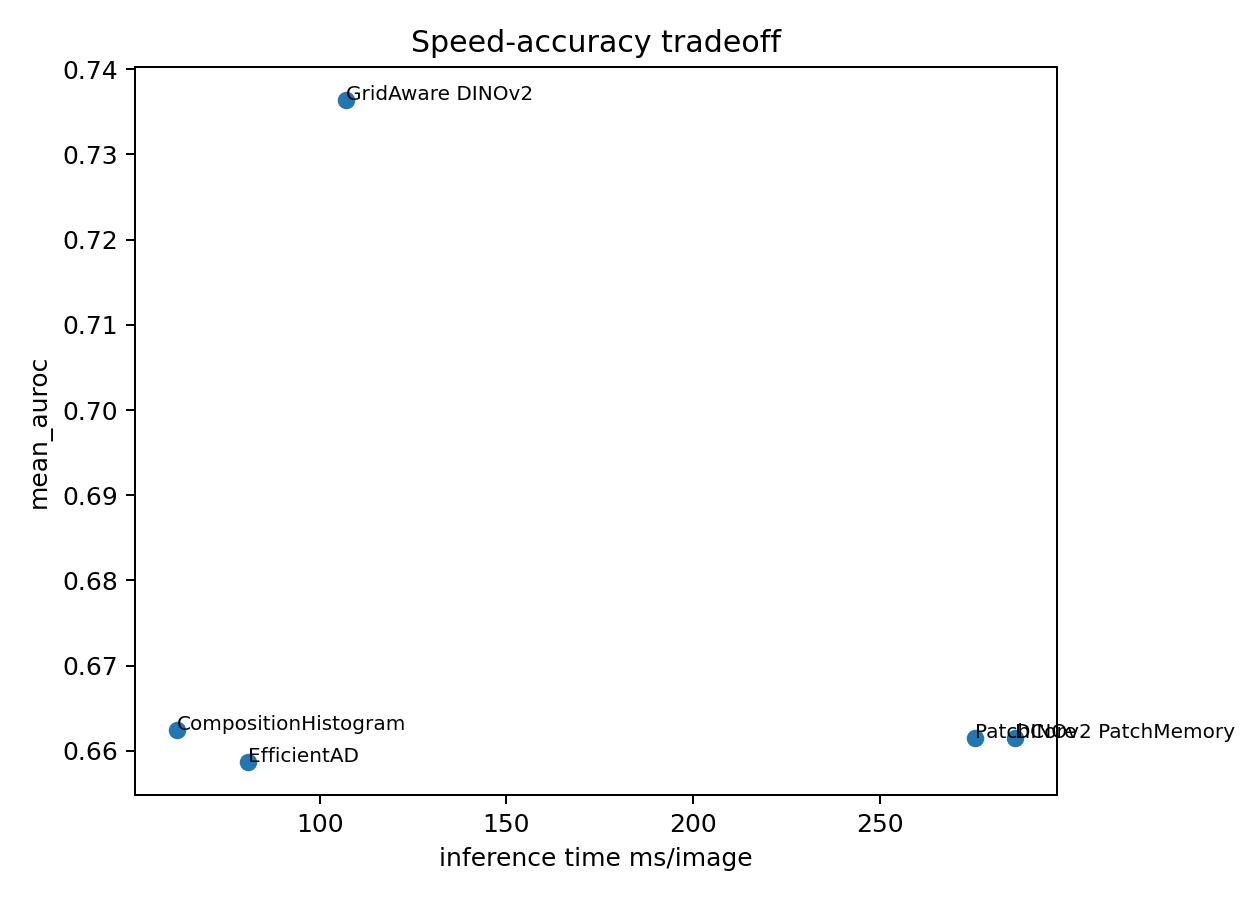 Speed-accuracy tradeoff
0.74
0.73
0.72
0.71
0.70
0.69
0.68
0.67
0.66
mean_auroc
GridAware DINOv2
CompositionHistogram
EfficientAD
PatchCore
DINOv2 PatchMemory
100 150 200 250
inference time ms/image